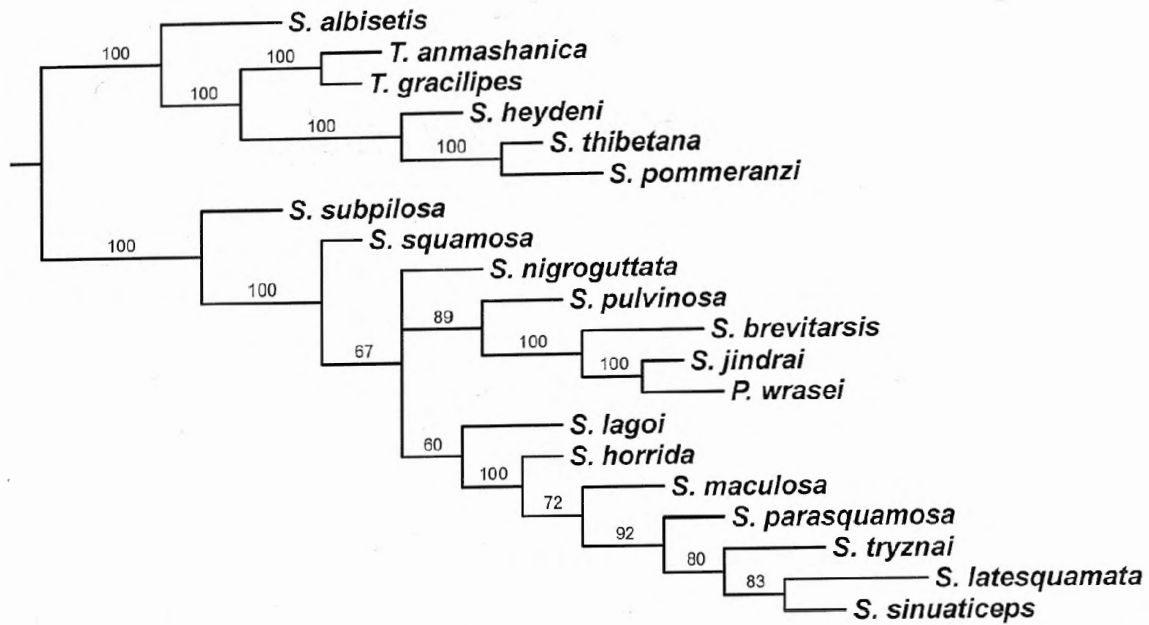 S. albisetis
100
100
T. anmashanica
T. gracilipes
100
S. heydeni
100
100
S. thibetana
S. pommeranzi
S. subpilosa
100
S. squamosa
S. nigroguttata
100
S. pulvinosa
89
S. brevitarsis
100
67
S. jindrai
100
P. wrasei
S. lagoi
60
S. horrida
100
S. maculosa
72
S. parasquamosa
92
S. tryznai
80
S. latesquamata
83
S. sinuaticeps